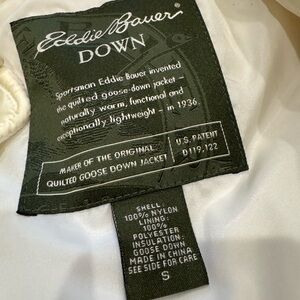 Eddie Bauer®
DOWN
Sportsman Eddie Bauer invented
the quilted goose down jacket –
naturally warm, functional and
exceptionally lightweight – in 1936.
MAKER OF THE ORIGINAL
QUILTED GOOSE DOWN JACKET
U.S. PATENT
D119,122
SHELL:
100% NYLON
LINING:
100%
POLYESTER
INSULATION:
GOOSE DOWN
MADE IN CHINA
SEE SIDE FOR CARE
S